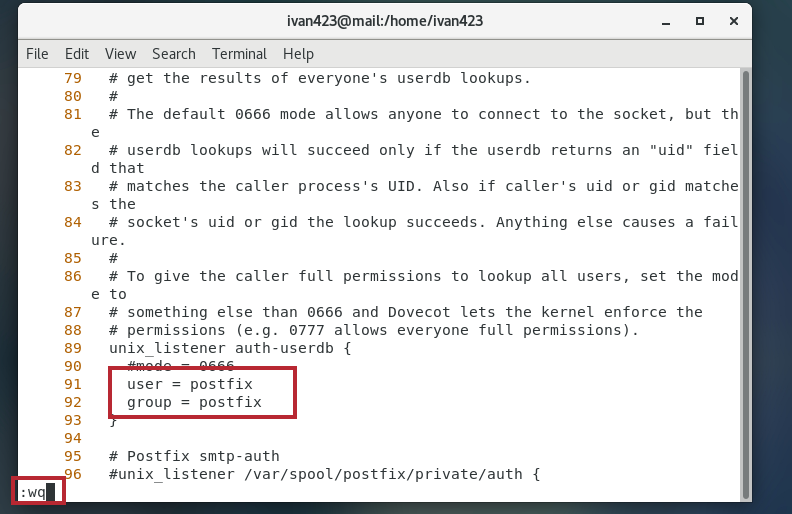 ivan423@mail:/home/ivan423
File Edit View Search Terminal Help
79   # get the results of everyone's userdb lookups.
80   #
81   # The default 0666 mode allows anyone to connect to the socket, but th
e
82   # userdb lookups will succeed only if the userdb returns an "uid" fiel
d that
83   # matches the caller process's UID. Also if caller's uid or gid matche
s the
84   # socket's uid or gid the lookup succeeds. Anything else causes a fail
ure.
85   #
86   # To give the caller full permissions to lookup all users, set the mod
e to
87   # something else than 0666 and Dovecot lets the kernel enforce the
88   # permissions (e.g. 0777 allows everyone full permissions).
89   unix_listener auth-userdb {
90     #mode = 0666
91     user = postfix
92     group = postfix
93   }
94
95   # Postfix smtp-auth
96   #unix_listener /var/spool/postfix/private/auth {
:wq